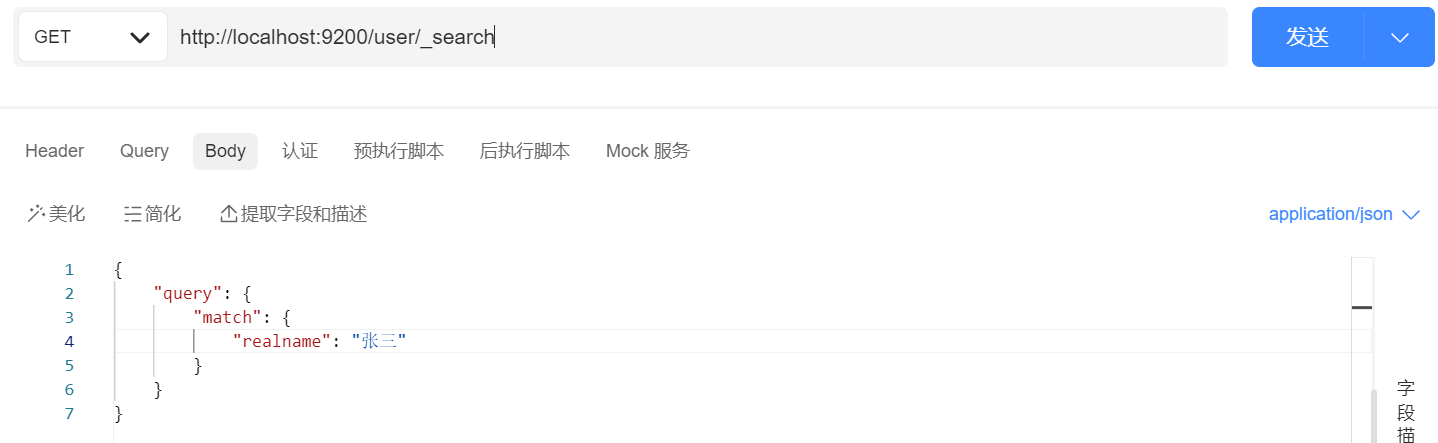 GET http://localhost:9200/user/_search 发送
Header Query Body 认证 预执行脚本 后执行脚本 Mock 服务
美化 简化 提取字段和描述 application/json
1 {
2 "query": {
3 "match": {
4 "realname": "张三"
5 }
6 }
7 }
字
段
描